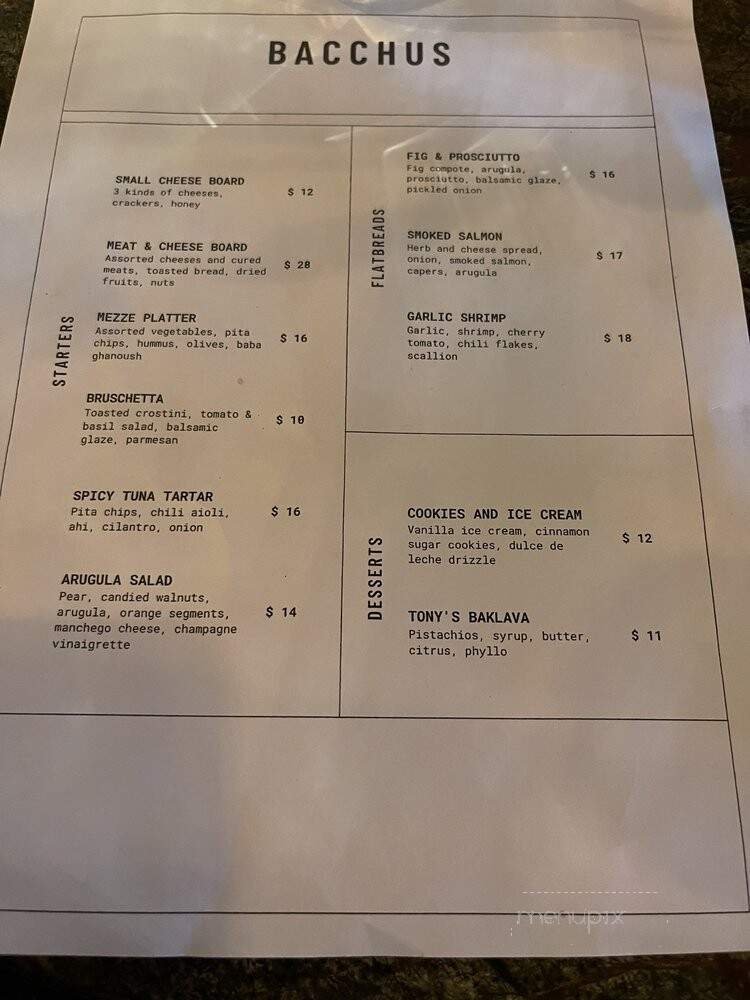 BACCHUS
STARTERS
SMALL CHEESE BOARD
3 kinds of cheeses,
crackers, honey
$ 12
MEAT & CHEESE BOARD
Assorted cheeses and cured
meats, toasted bread, dried
fruits, nuts
$ 28
MEZZE PLATTER
Assorted vegetables, pita
chips, hummus, olives, baba
ghanoush
$ 16
BRUSCHETTA
Toasted crostini, tomato &
basil salad, balsamic
glaze, parmesan
$ 10
SPICY TUNA TARTAR
Pita chips, chili aioli,
ahi, cilantro, onion
$ 16
ARUGULA SALAD
Pear, candied walnuts,
arugula, orange segments,
manchego cheese, champagne
vinaigrette
$ 14
FLATBREADS
FIG & PROSCIUTTO
Fig compote, arugula,
prosciutto, balsamic glaze,
pickled onion
$ 16
SMOKED SALMON
Herb and cheese spread,
onion, smoked salmon,
capers, arugula
$ 17
GARLIC SHRIMP
Garlic, shrimp, cherry
tomato, chili flakes,
scallion
$ 18
DESSERTS
COOKIES AND ICE CREAM
Vanilla ice cream, cinnamon
sugar cookies, dulce de
leche drizzle
$ 12
TONY'S BAKLAVA
Pistachios, syrup, butter,
citrus, phyllo
$ 11
menupix